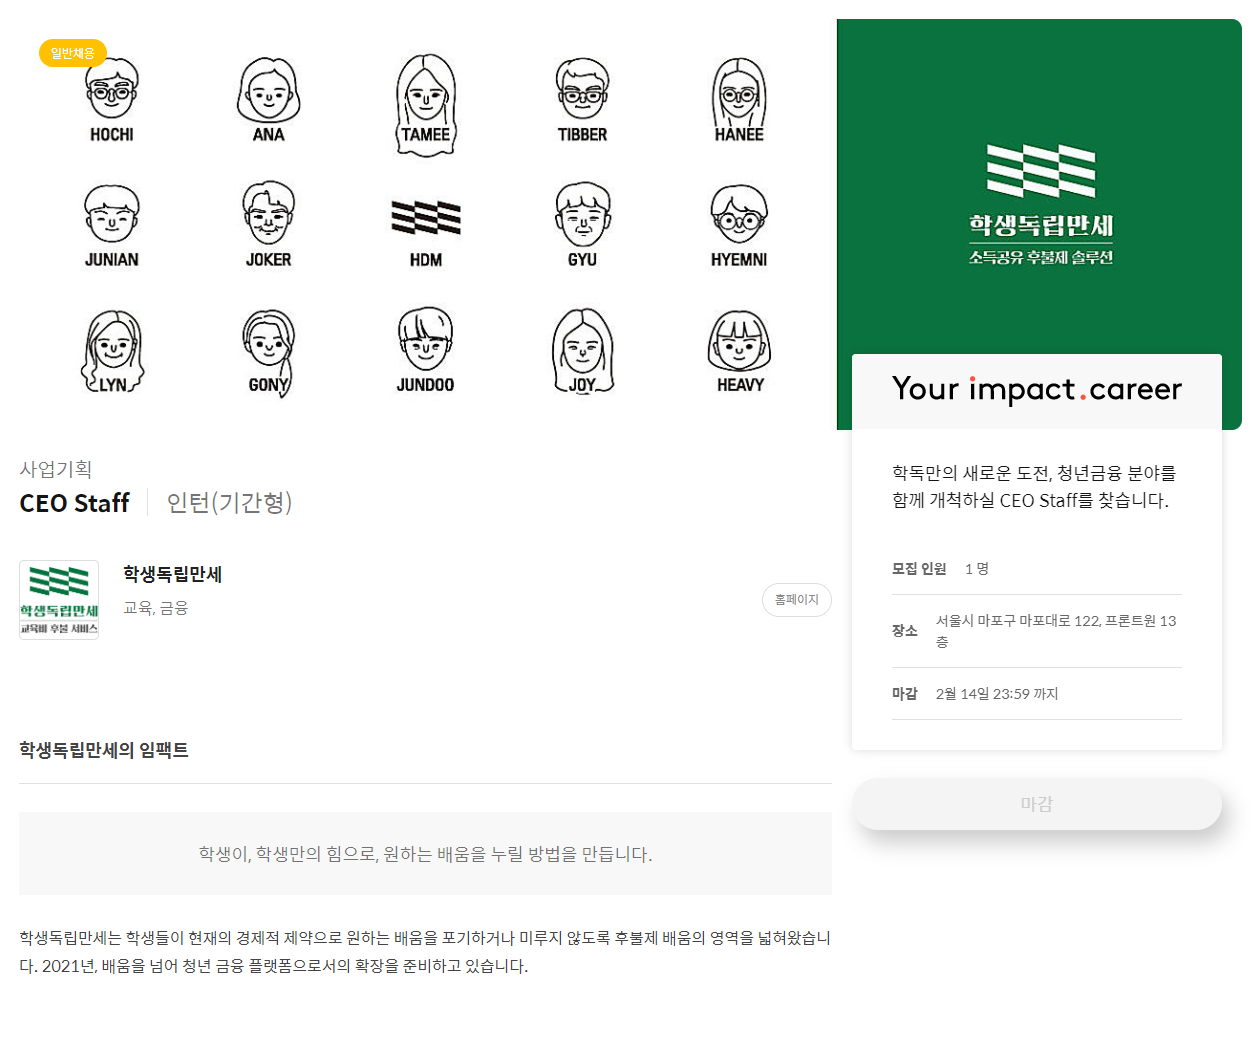 일반채용
HOCHI ANA TAMEE TIBBER HANEE
JUNIAN JOKER HDM GYU HYEMNI
LYN GONY JUNDOO JOY HEAVY
학생독립만세
소득공유 후불제 솔루션
Your impact.career
학독만의 새로운 도전, 청년금융 분야를
함께 개척하실 CEO Staff를 찾습니다.
모집 인원 1 명
장소 서울시 마포구 마포대로 122, 프론트원 13
층
마감 2월 14일 23:59 까지
마감
사업기획
CEO Staff 인턴(기간형)
학생독립만세
교육비 후불 서비스
학생독립만세
교육, 금융
홈페이지
학생독립만세의 임팩트
학생이, 학생만의 힘으로, 원하는 배움을 누릴 방법을 만듭니다.
학생독립만세는 학생들이 현재의 경제적 제약으로 원하는 배움을 포기하거나 미루지 않도록 후불제 배움의 영역을 넓혀왔습니
다. 2021년, 배움을 넘어 청년 금융 플랫폼으로서의 확장을 준비하고 있습니다.